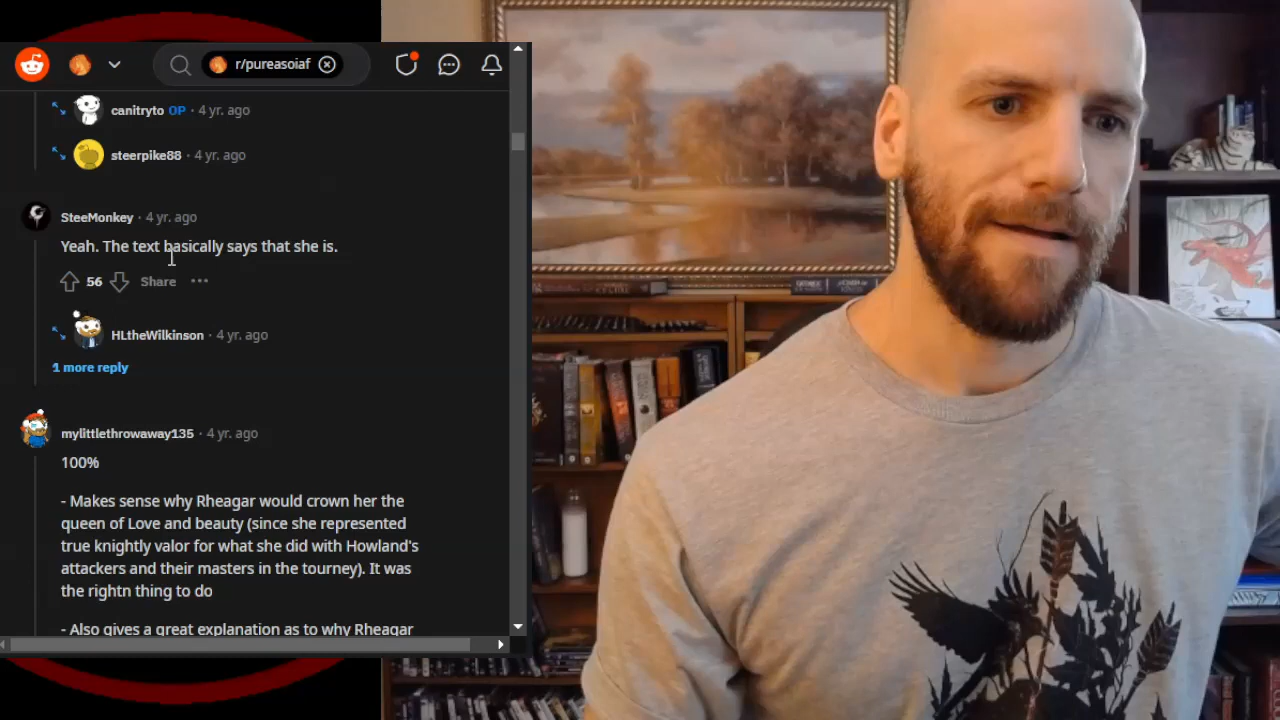 r/pureasoiaf
canitryto OP · 4 yr. ago
steerpike88 · 4 yr. ago
SteeMonkey · 4 yr. ago
Yeah. The text basically says that she is.
56 Share
HLtheWilkinson · 4 yr. ago
1 more reply
mylittlethrowaway135 · 4 yr. ago
100%
- Makes sense why Rheagar would crown her the
queen of Love and beauty (since she represented
true knightly valor for what she did with Howland's
attackers and their masters in the tourney). It was
the rightn thing to do
- Also gives a great explanation as to why Rheagar